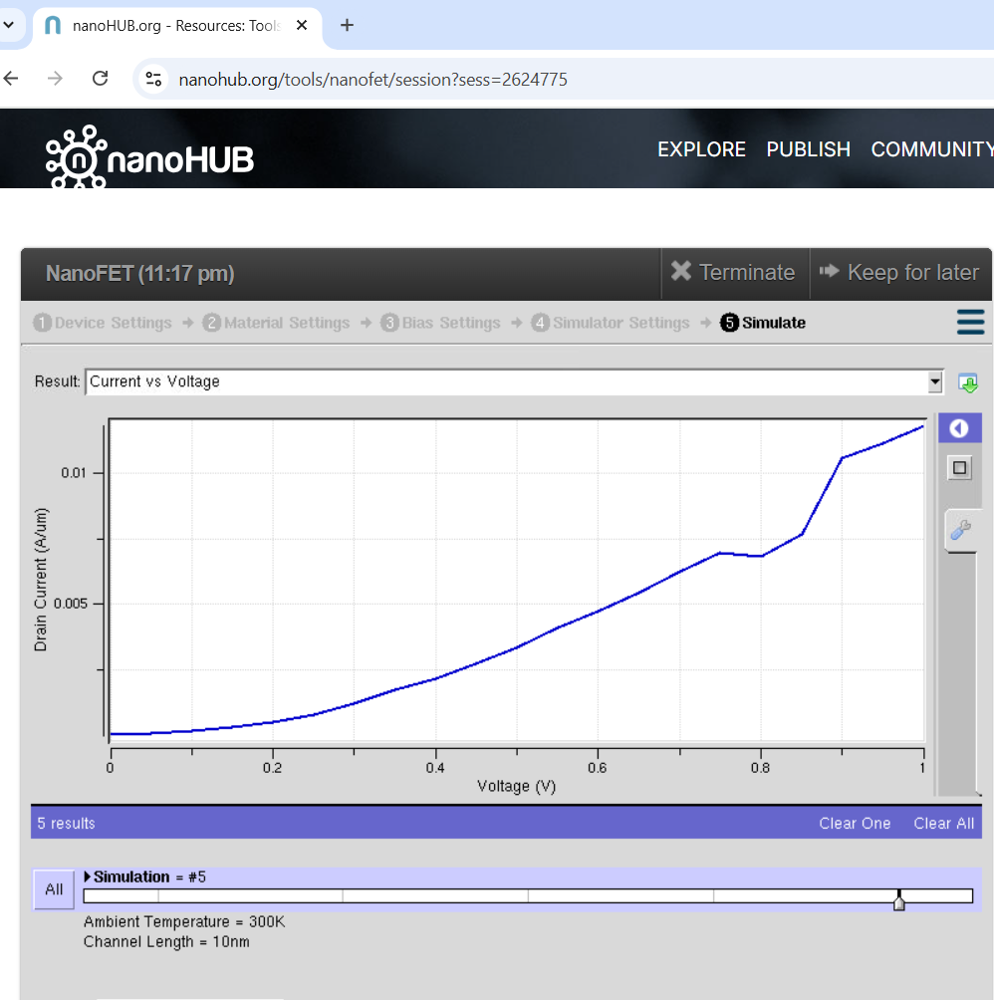 nanoHUB.org - Resources: Tools
nanohub.org/tools/nanofet/session?sess=2624775
nanoHUB
EXPLORE PUBLISH COMMUNITY
NanoFET (11:17 pm)
Terminate
Keep for later
1 Device Settings
2 Material Settings
3 Bias Settings
4 Simulator Settings
5 Simulate
Result: Current vs Voltage
0.01
0.005
Drain Current (A/um)
0 0.2 0.4 0.6 0.8 1
Voltage (V)
5 results
Clear One Clear All
All
Simulation = #5
Ambient Temperature = 300K
Channel Length = 10nm